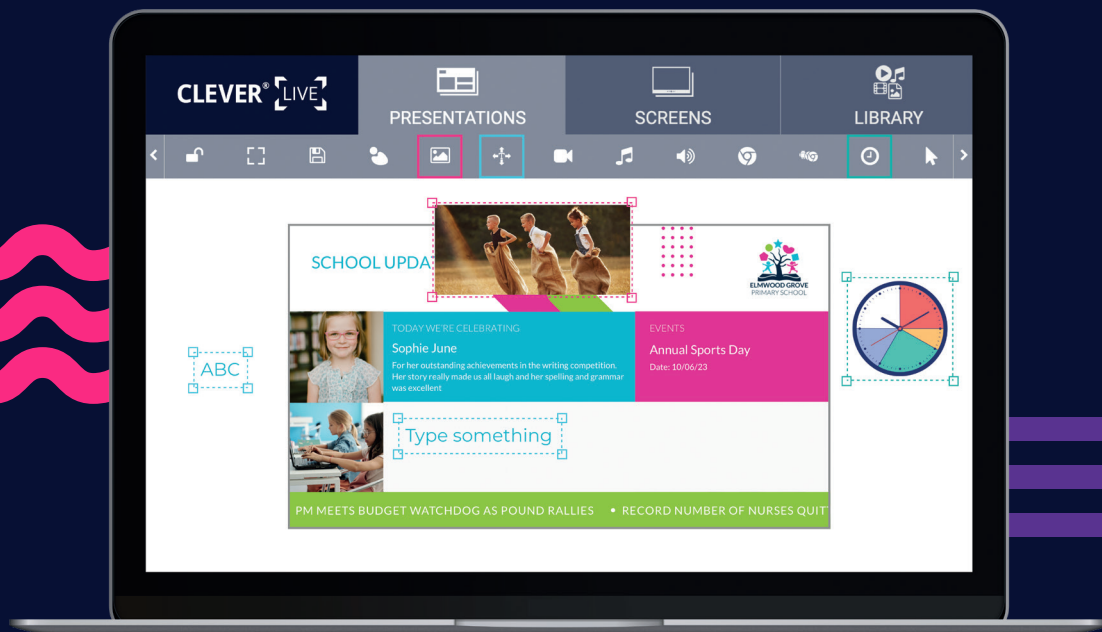 CLEVER® LIVE
PRESENTATIONS
SCREENS
LIBRARY
SCHOOL UPDA
ELMWOOD GROVE
PRIMARY SCHOOL
TODAY WE'RE CELEBRATING
Sophie June
For her outstanding achievements in the writing competition.
Her story really made us all laugh and her spelling and grammar
was excellent
EVENTS
Annual Sports Day
Date: 10/06/23
ABC
Type something
PM MEETS BUDGET WATCHDOG AS POUND RALLIES • RECORD NUMBER OF NURSES QUIT